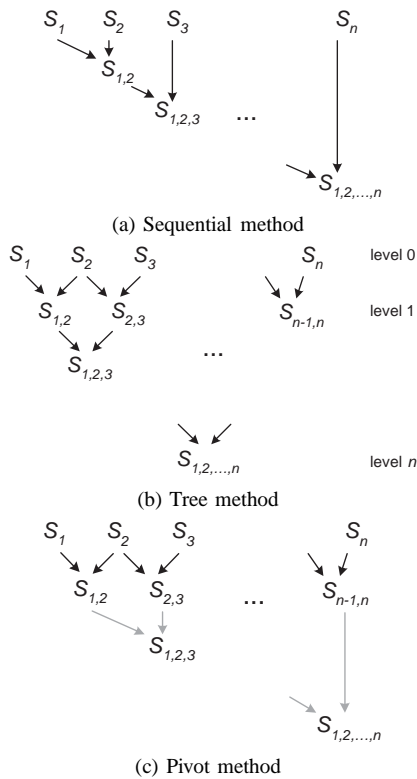 S1 S2 S3 Sn
S1,2
S1,2,3 ...
S1,2,...,n
(a) Sequential method
S1 S2 S3 Sn level 0
S1,2 S2,3 Sn-1,n level 1
S1,2,3 ...
S1,2,...,n level n
(b) Tree method
S1 S2 S3 Sn
S1,2 S2,3 ... Sn-1,n
S1,2,3
S1,2,...,n
(c) Pivot method